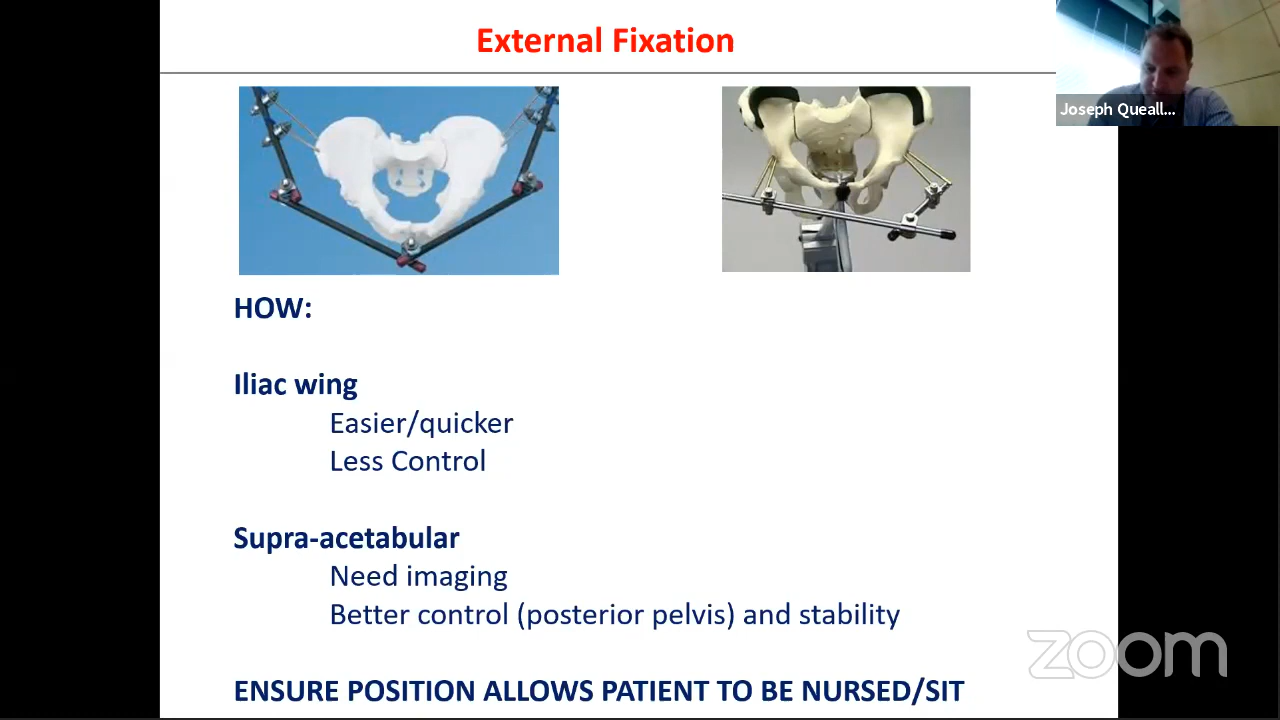 External Fixation
Joseph Queall...
HOW:
Iliac wing
Easier/quicker
Less Control
Supra-acetabular
Need imaging
Better control (posterior pelvis) and stability
ENSURE POSITION ALLOWS PATIENT TO BE NURSED/SIT
zoom